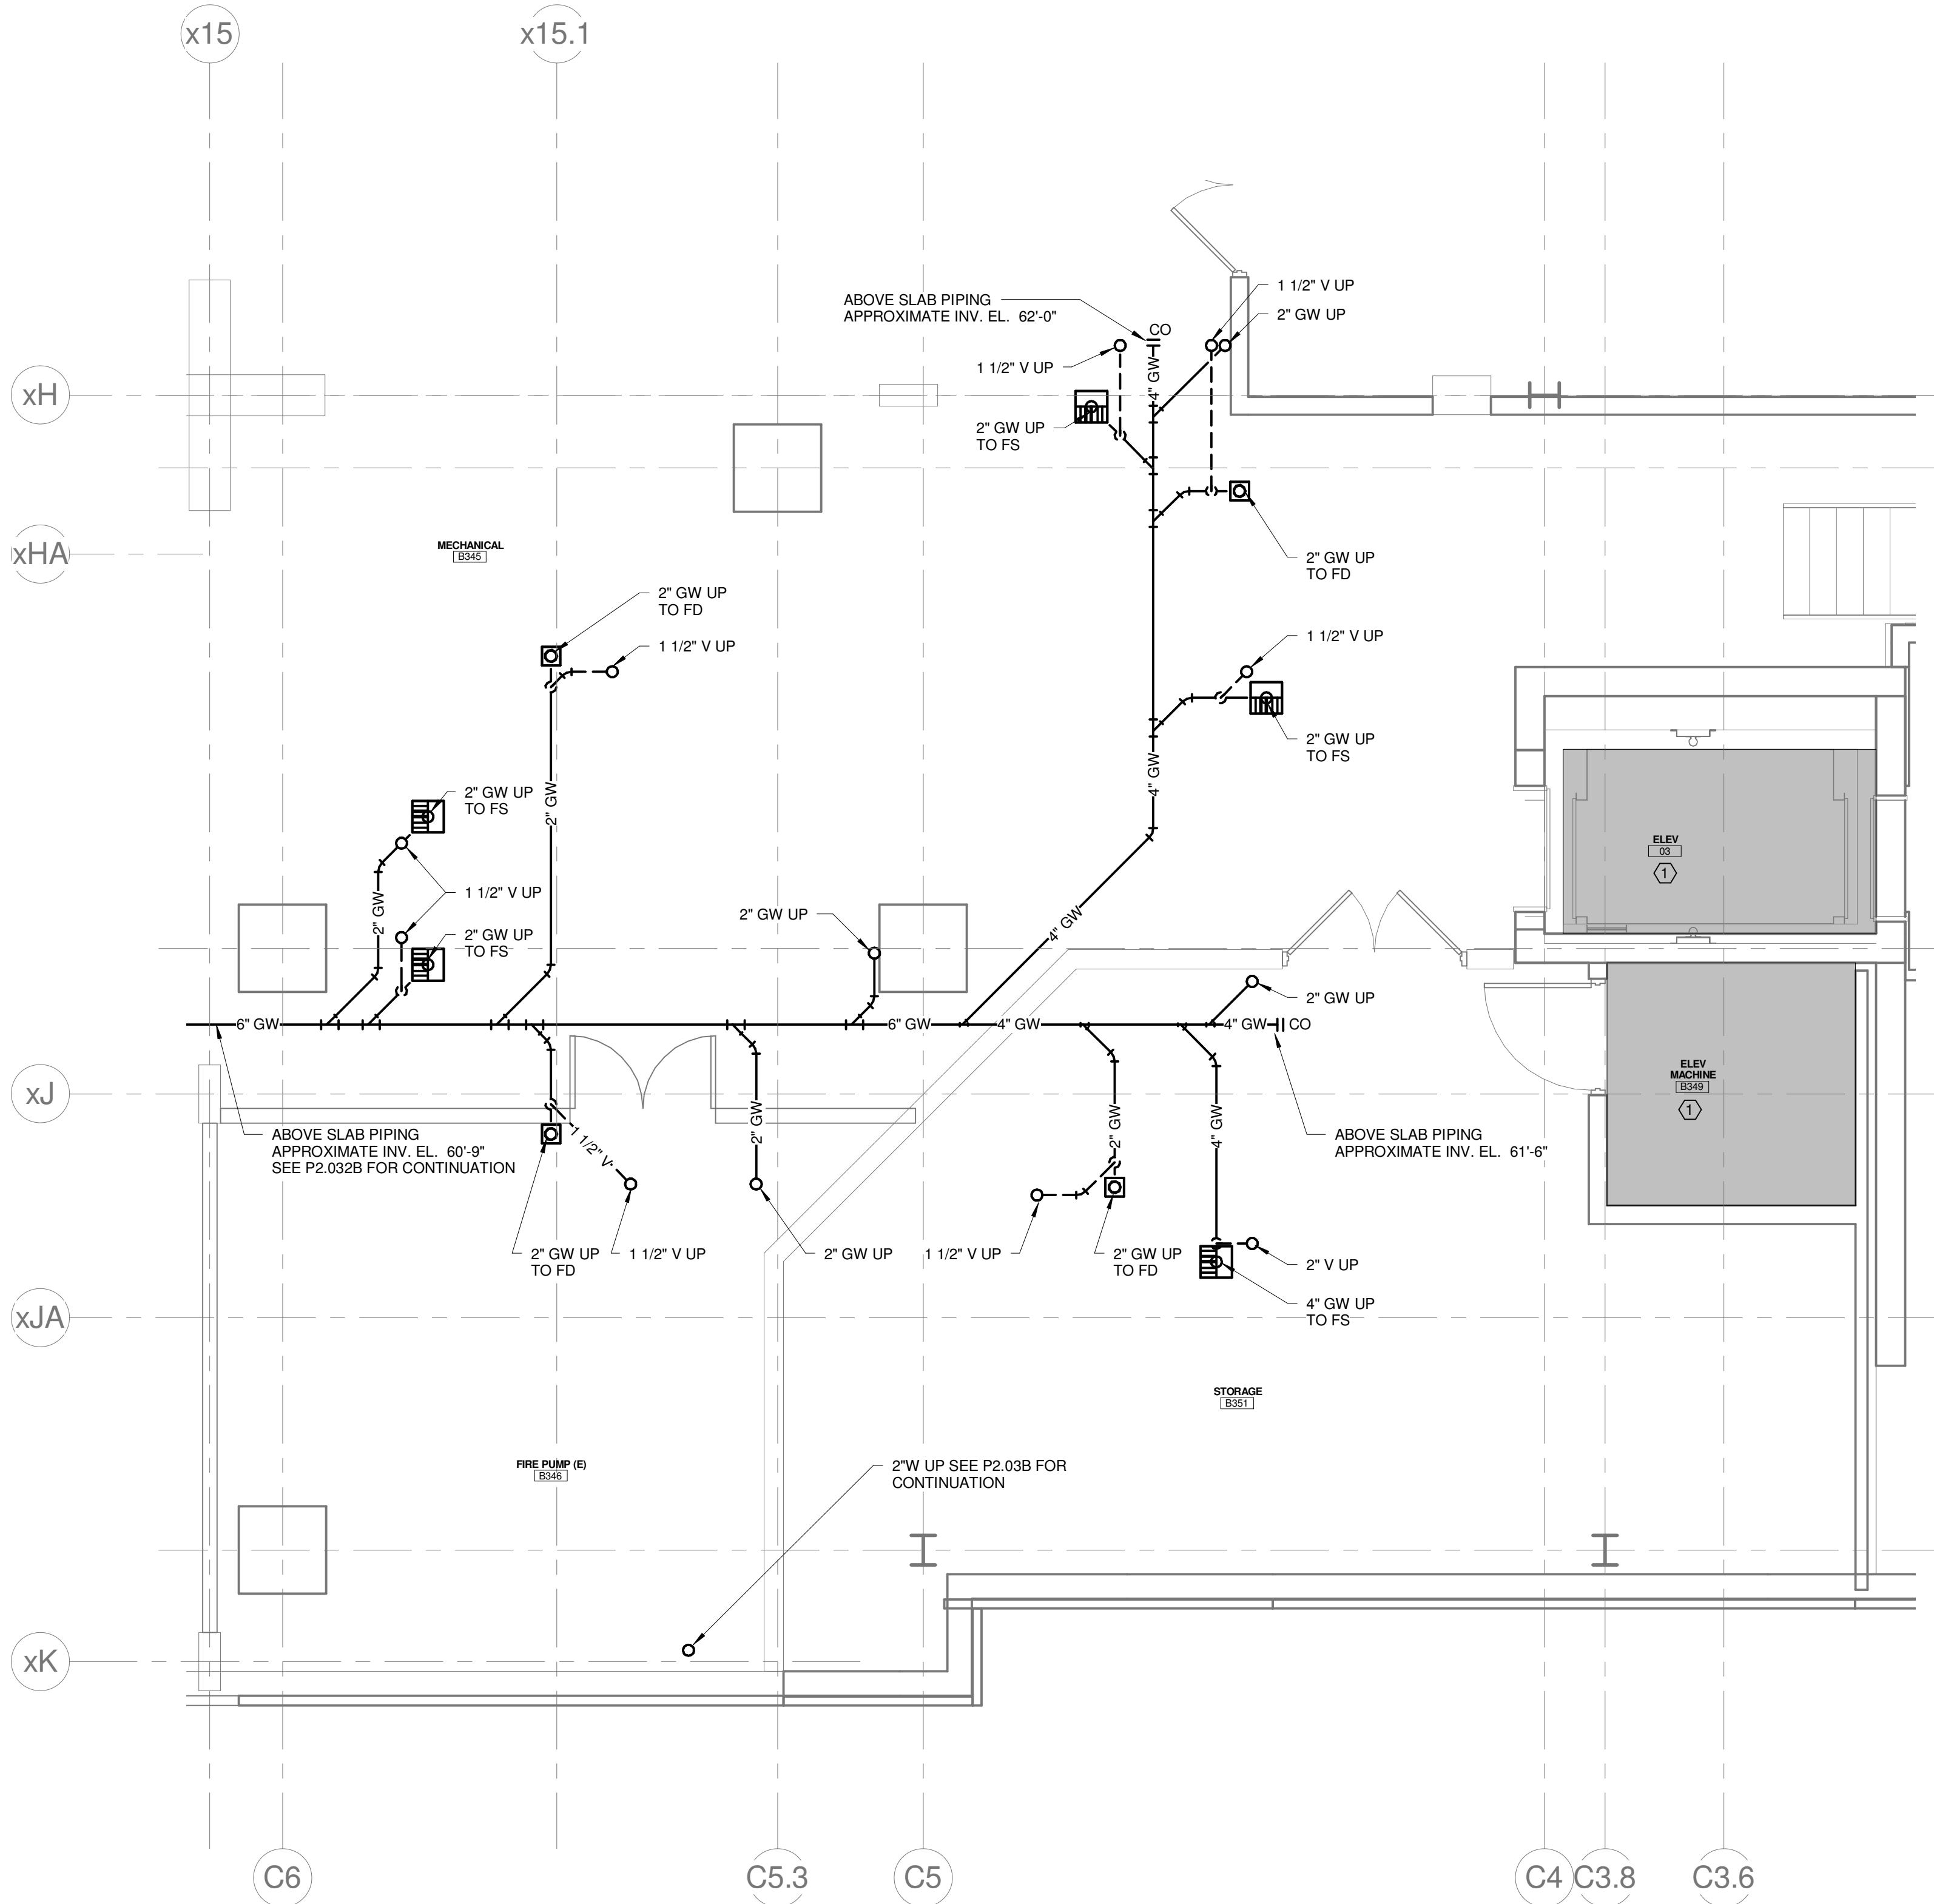 x15
x15.1
1 1/2" V UP
ABOVE SLAB PIPING
APPROXIMATE INV. EL.  62'-0"
2" GW UP
CO
1 1/2" V UP
4" GW
xH
2" GW UP
TO FS
xHA
MECHANICAL
B345
2" GW UP
TO FD
2" GW UP
TO FD
1 1/2" V UP
1 1/2" V UP
2" GW UP
TO FS
4" GW
2" GW
2" GW UP
TO FS
ELEV
03
1
1 1/2" V UP
2" GW
2" GW UP
4" GW
2" GW UP
TO FS
2" GW UP
6" GW
6" GW
4" GW
4" GW
CO
xJ
ELEV
MACHINE
B349
1
2" GW
2" GW
4" GW
ABOVE SLAB PIPING
APPROXIMATE INV. EL.  60'-9"
SEE P2.032B FOR CONTINUATION
1 1/2" V
ABOVE SLAB PIPING
APPROXIMATE INV. EL.  61'-6"
2" GW UP
TO FD
1 1/2" V UP
2" GW UP
1 1/2" V UP
2" GW UP
TO FD
2" V UP
4" GW UP
TO FS
xJA
STORAGE
B351
FIRE PUMP (E)
B346
2"W UP SEE P2.03B FOR
CONTINUATION
xK
C6
C5.3
C5
C4
C3.8
C3.6